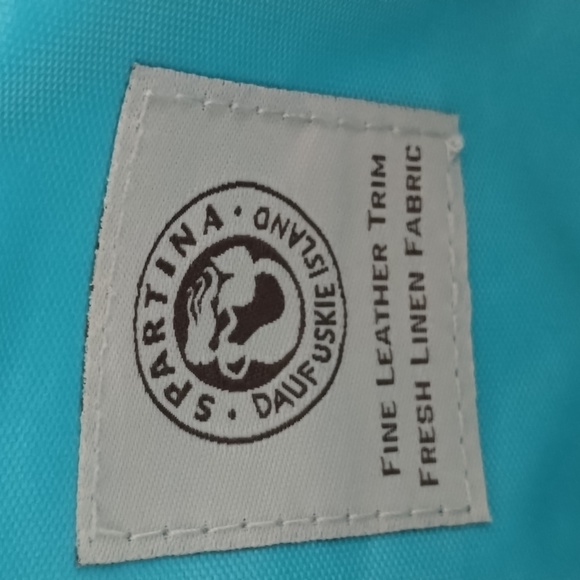 SPARTINA · DAUFUSKIE ISLAND ·
FINE LEATHER TRIM
FRESH LINEN FABRIC